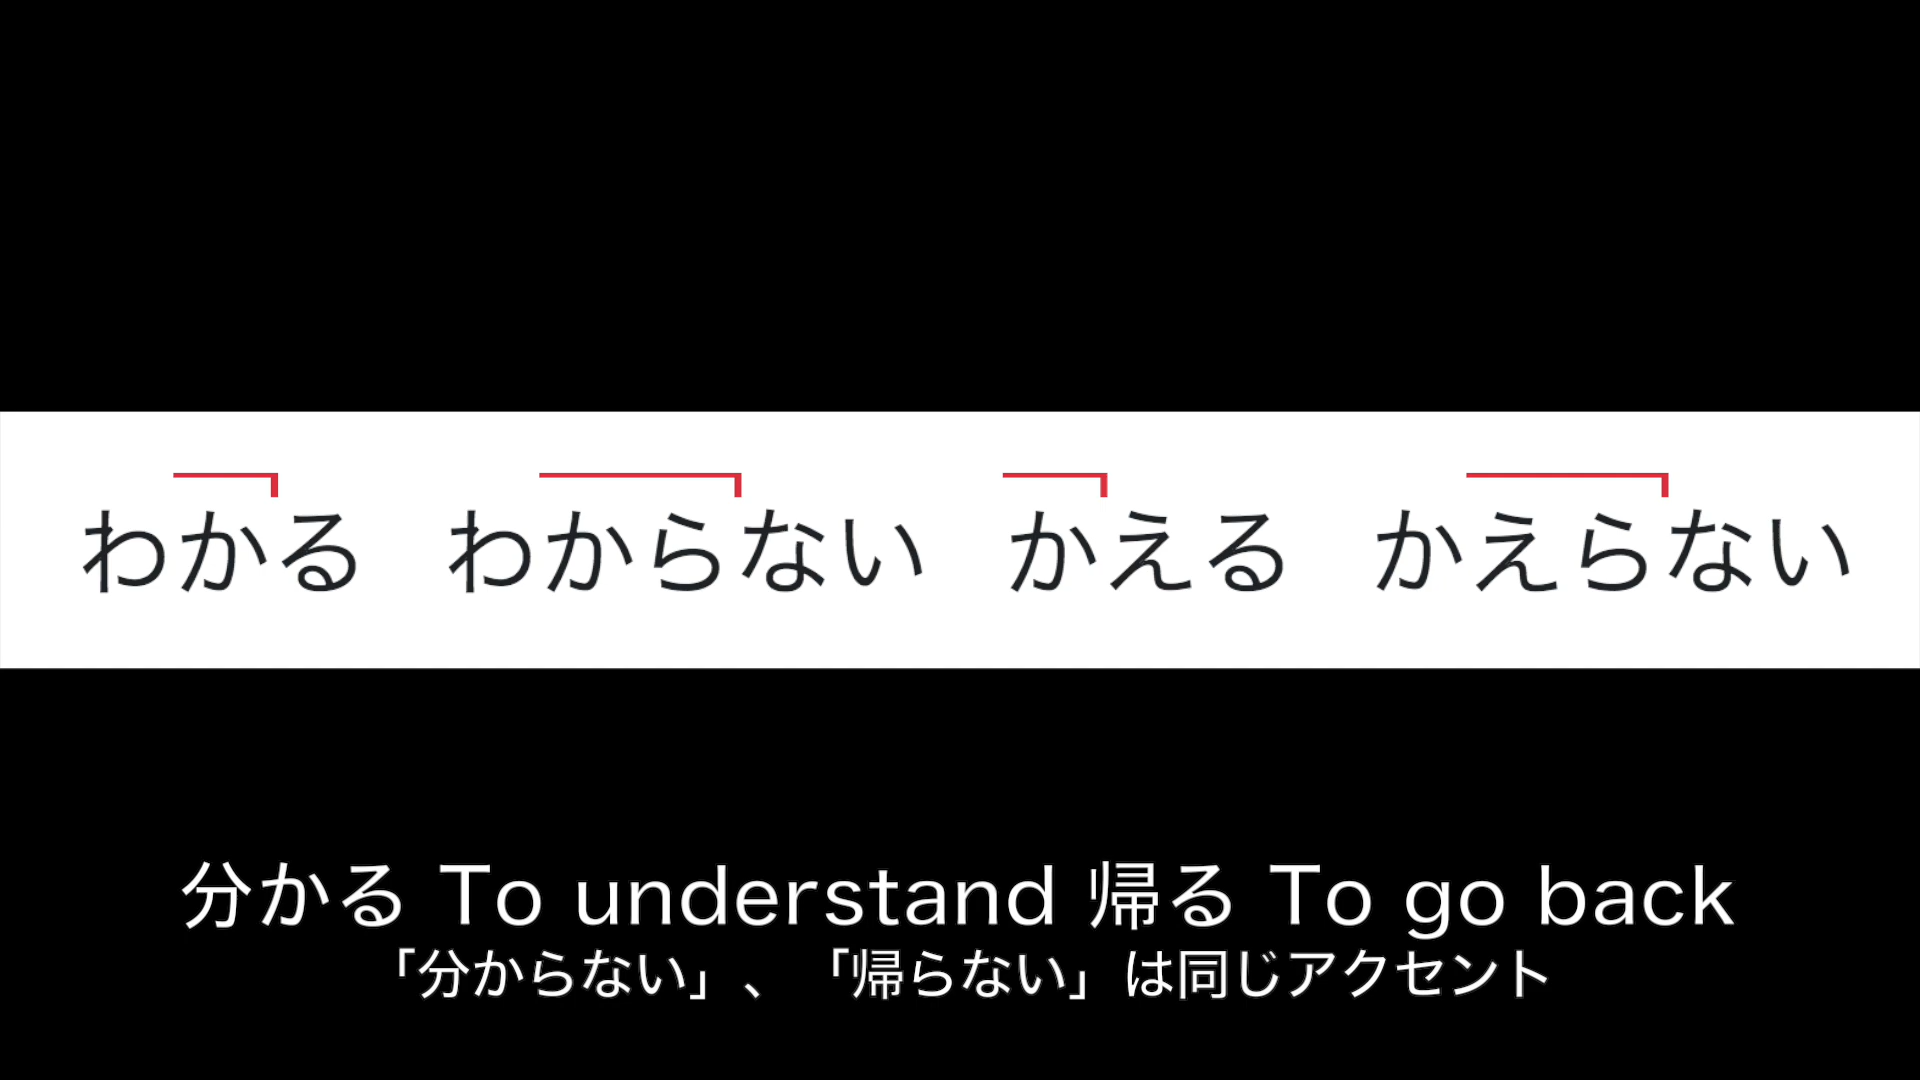 わかる わからない かえる かえらない
分かる To understand 帰る To go back
「分からない」、「帰らない」は同じアクセント